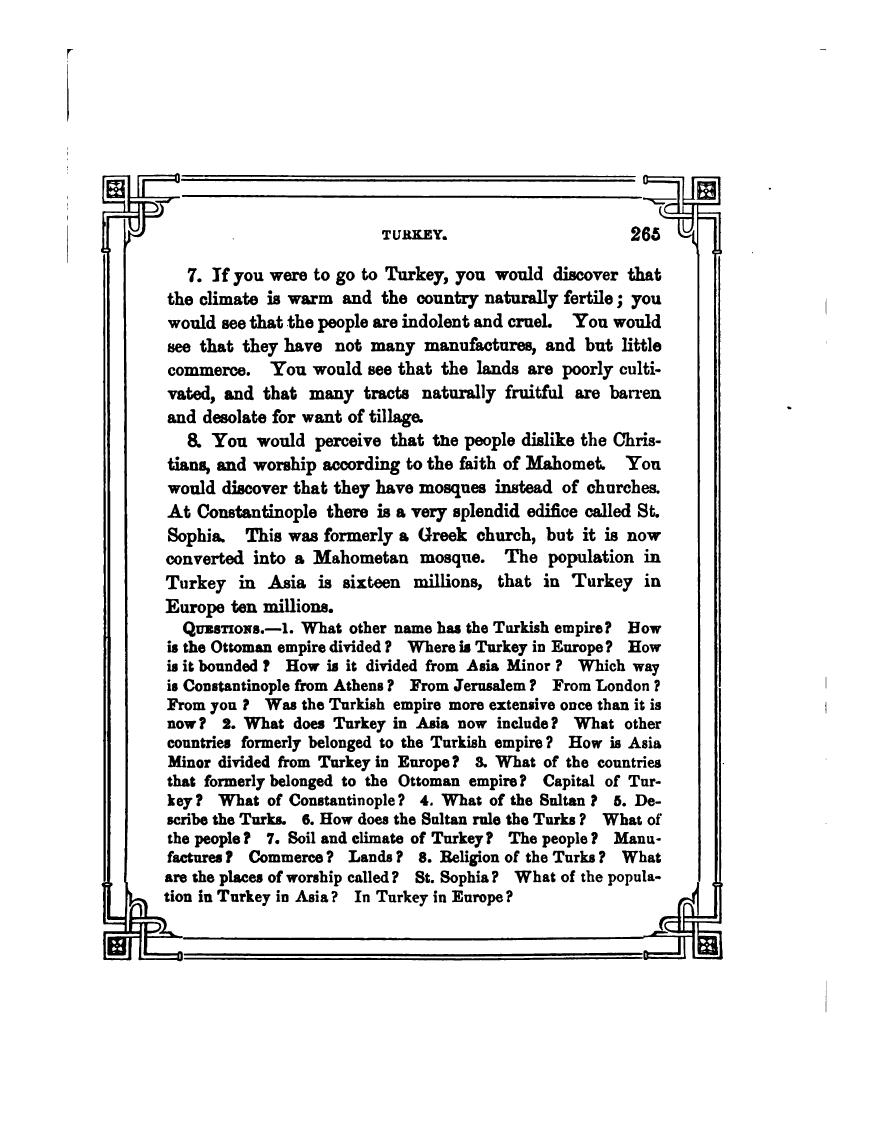 TURKEY. 265
7. If you were to go to Turkey, you would discover that
the climate is warm and the country naturally fertile; you
would see that the people are indolent and cruel. You would
see that they have not many manufactures, and but little
commerce. You would see that the lands are poorly culti-
vated, and that many tracts naturally fruitful are barren
and desolate for want of tillage.
8. You would perceive that the people dislike the Chris-
tians, and worship according to the faith of Mahomet. You
would discover that they have mosques instead of churches.
At Constantinople there is a very splendid edifice called St.
Sophia. This was formerly a Greek church, but it is now
converted into a Mahometan mosque. The population in
Turkey in Asia is sixteen millions, that in Turkey in
Europe ten millions.
QUESTIONS.—1. What other name has the Turkish empire? How
is the Ottoman empire divided? Where is Turkey in Europe? How
is it bounded? How is it divided from Asia Minor? Which way
is Constantinople from Athens? From Jerusalem? From London?
From you? Was the Turkish empire more extensive once than it is
now? 2. What does Turkey in Asia now include? What other
countries formerly belonged to the Turkish empire? How is Asia
Minor divided from Turkey in Europe? 3. What of the countries
that formerly belonged to the Ottoman empire? Capital of Tur-
key? What of Constantinople? 4. What of the Sultan? 5. De-
scribe the Turks. 6. How does the Sultan rule the Turks? What of
the people? 7. Soil and climate of Turkey? The people? Manu-
factures? Commerce? Lands? 8. Religion of the Turks? What
are the places of worship called? St. Sophia? What of the popula-
tion in Turkey in Asia? In Turkey in Europe?